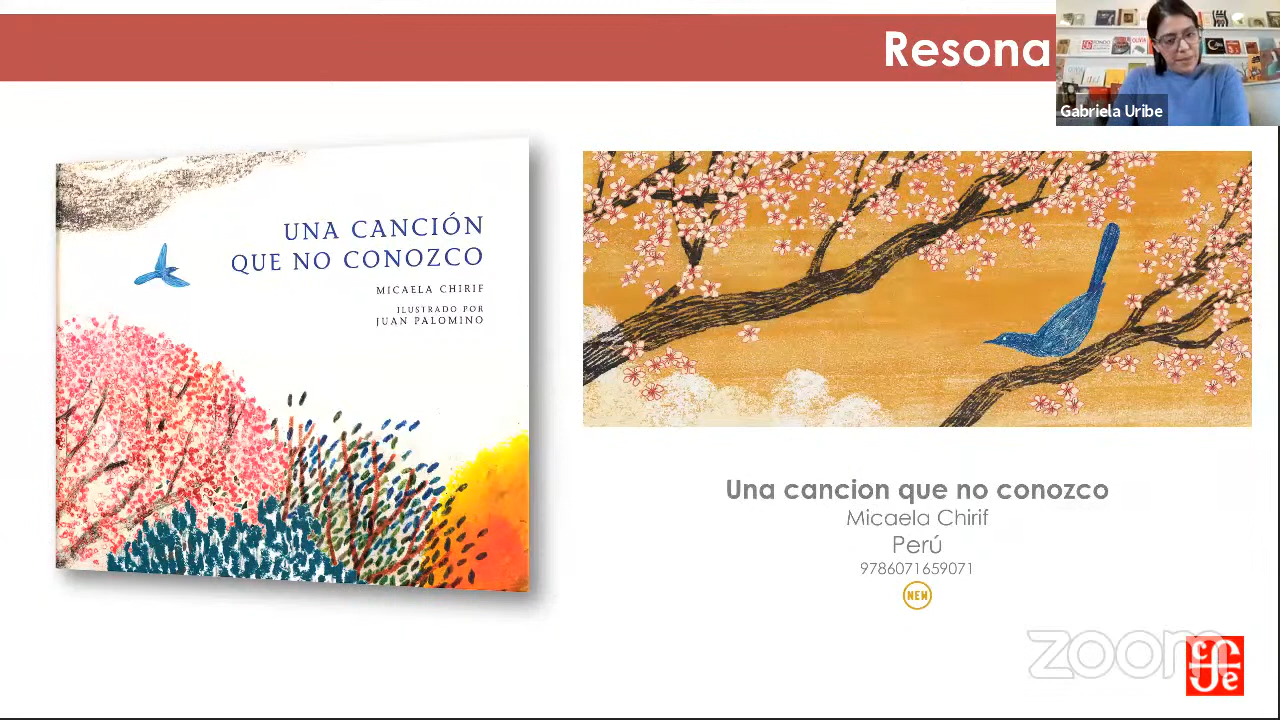 Resona
Gabriela Uribe
UNA CANCIÓN
QUE NO CONOZCO
MICAELA CHIRIF
ILUSTRADO POR
JUAN PALOMINO
Una cancion que no conozco
Micaela Chirif
Perú
9786071659071
NEW
zoom
cfe